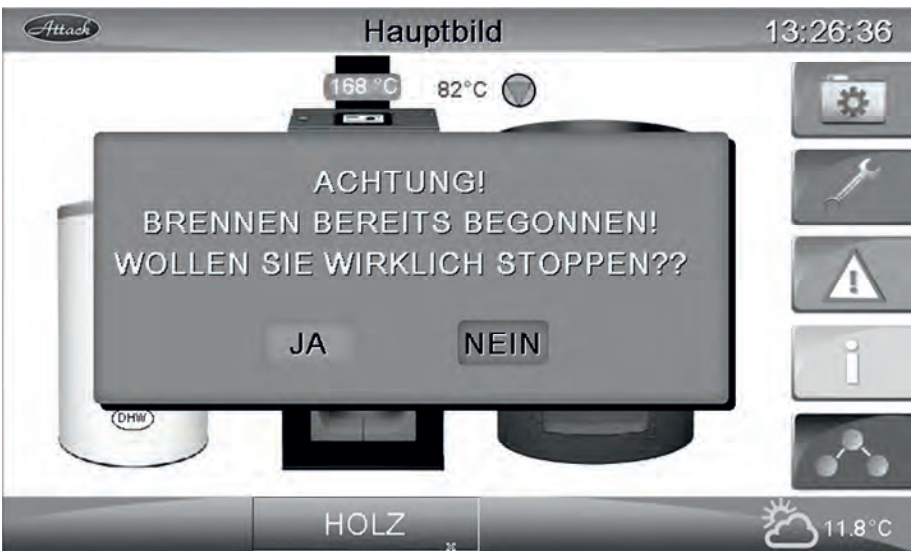 Attack
Hauptbild
13:26:36
168 °C
82°C
ACHTUNG!
BRENNEN BEREITS BEGONNEN!
WOLLEN SIE WIRKLICH STOPPEN??
JA
NEIN
DHW
HOLZ
11.8°C